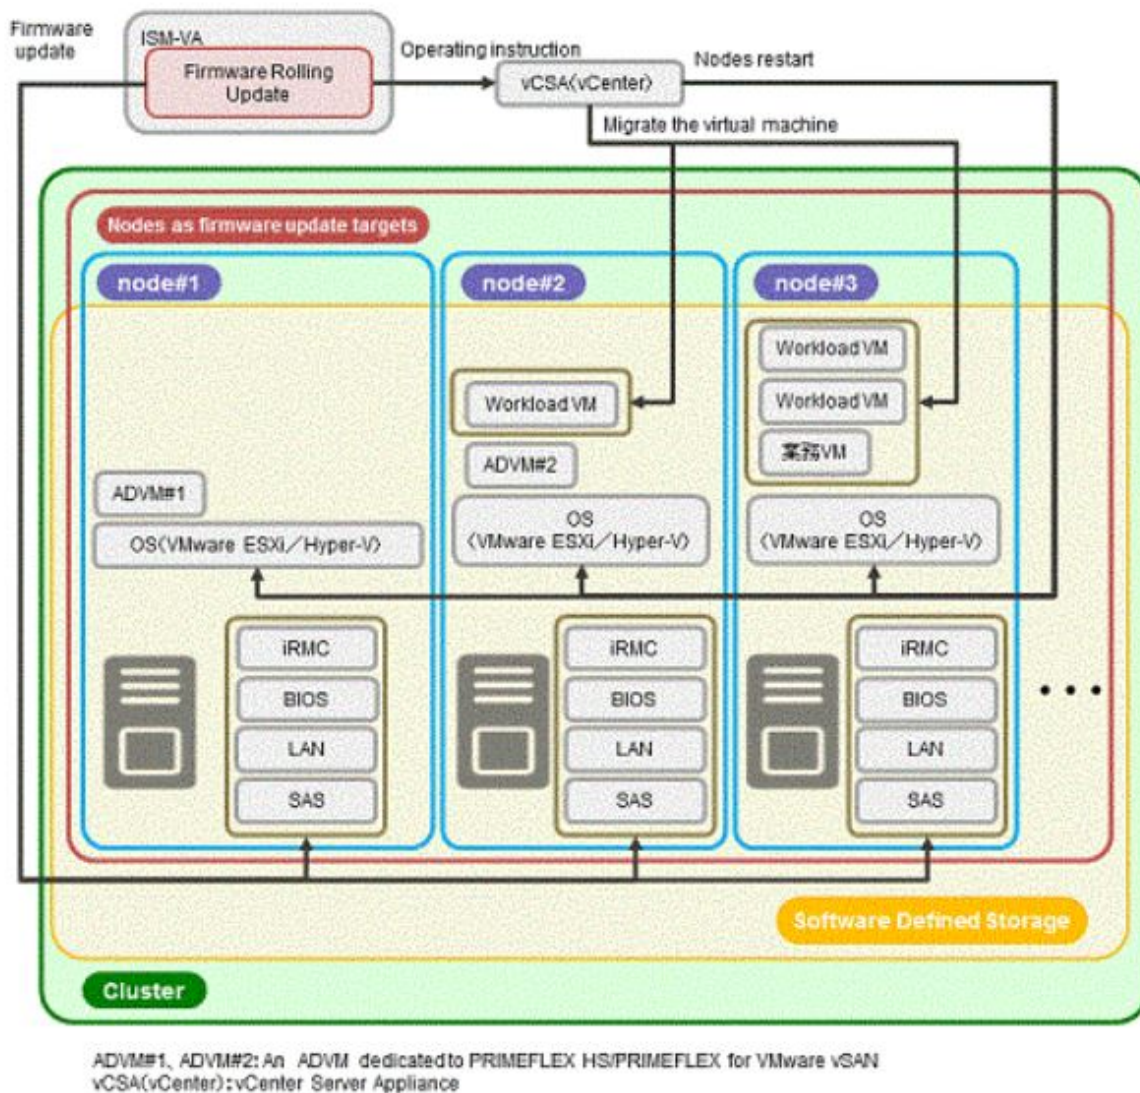 Firmware
update
ISM-VA
Firmware Rolling
Update
Operating instruction
vCSA(vCenter)
Nodes restart
Migrate the virtual machine
Nodes as firmware update targets
node#1
node#2
node#3
Workload VM
Workload VM
Workload VM
業務VM
ADVM#1
ADVM#2
OS(VMware ESXi／Hyper-V)
OS
(VMware ESXi／Hyper-V)
OS
(VMware ESXi／Hyper-V)
iRMC
BIOS
LAN
SAS
iRMC
BIOS
LAN
SAS
iRMC
BIOS
LAN
SAS
• • •
Software Defined Storage
Cluster
ADVM#1、ADVM#2: An ADVM dedicated to PRIMEFLEX HS/PRIMEFLEX for VMware vSAN
vCSA(vCenter)：vCenter Server Appliance